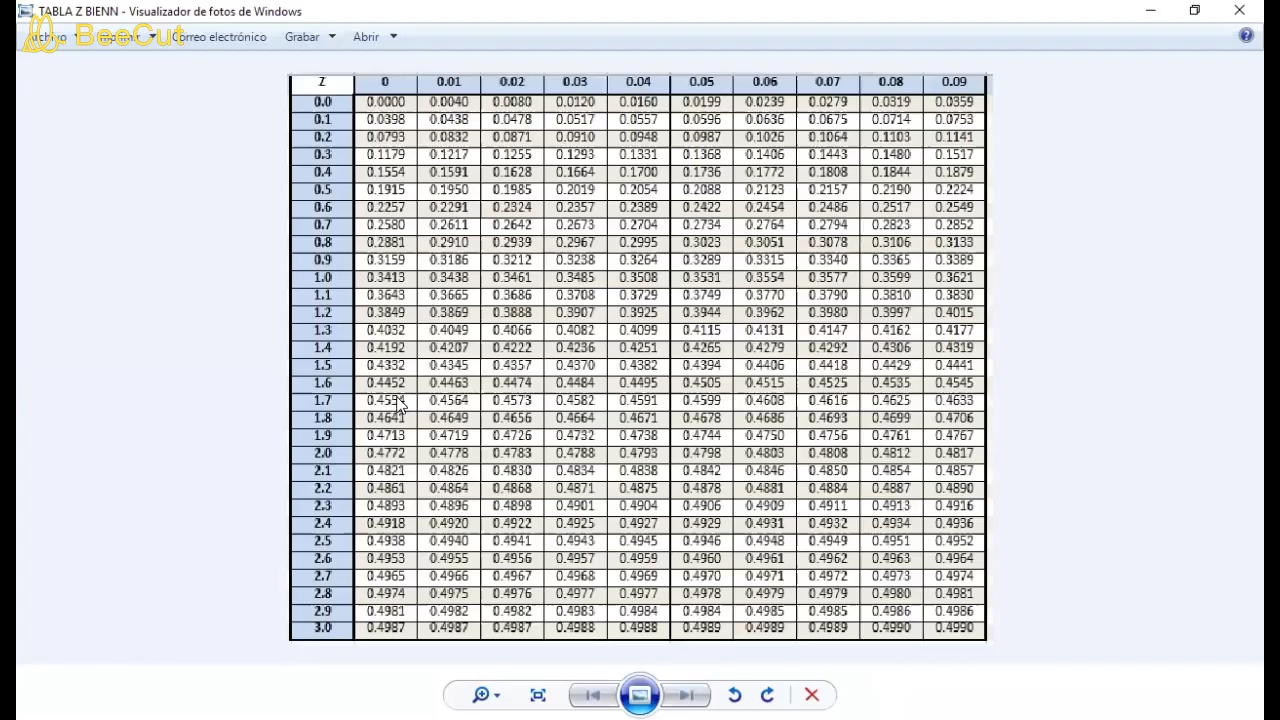 TABLA Z BIENN - Visualizador de fotos de Windows
BeeCut
Correo electrónico Grabar Abrir
Z 0 0.01 0.02 0.03 0.04 0.05 0.06 0.07 0.08 0.09
0.0 0.0000 0.0040 0.0080 0.0120 0.0160 0.0199 0.0239 0.0279 0.0319 0.0359
0.1 0.0398 0.0438 0.0478 0.0517 0.0557 0.0596 0.0636 0.0675 0.0714 0.0753
0.2 0.0793 0.0832 0.0871 0.0910 0.0948 0.0987 0.1026 0.1064 0.1103 0.1141
0.3 0.1179 0.1217 0.1255 0.1293 0.1331 0.1368 0.1406 0.1443 0.1480 0.1517
0.4 0.1554 0.1591 0.1628 0.1664 0.1700 0.1736 0.1772 0.1808 0.1844 0.1879
0.5 0.1915 0.1950 0.1985 0.2019 0.2054 0.2088 0.2123 0.2157 0.2190 0.2224
0.6 0.2257 0.2291 0.2324 0.2357 0.2389 0.2422 0.2454 0.2486 0.2517 0.2549
0.7 0.2580 0.2611 0.2642 0.2673 0.2704 0.2734 0.2764 0.2794 0.2823 0.2852
0.8 0.2881 0.2910 0.2939 0.2967 0.2995 0.3023 0.3051 0.3078 0.3106 0.3133
0.9 0.3159 0.3186 0.3212 0.3238 0.3264 0.3289 0.3315 0.3340 0.3365 0.3389
1.0 0.3413 0.3438 0.3461 0.3485 0.3508 0.3531 0.3554 0.3577 0.3599 0.3621
1.1 0.3643 0.3665 0.3686 0.3708 0.3729 0.3749 0.3770 0.3790 0.3810 0.3830
1.2 0.3849 0.3869 0.3888 0.3907 0.3925 0.3944 0.3962 0.3980 0.3997 0.4015
1.3 0.4032 0.4049 0.4066 0.4082 0.4099 0.4115 0.4131 0.4147 0.4162 0.4177
1.4 0.4192 0.4207 0.4222 0.4236 0.4251 0.4265 0.4279 0.4292 0.4306 0.4319
1.5 0.4332 0.4345 0.4357 0.4370 0.4382 0.4394 0.4406 0.4418 0.4429 0.4441
1.6 0.4452 0.4463 0.4474 0.4484 0.4495 0.4505 0.4515 0.4525 0.4535 0.4545
1.7 0.4554 0.4564 0.4573 0.4582 0.4591 0.4599 0.4608 0.4616 0.4625 0.4633
1.8 0.4641 0.4649 0.4656 0.4664 0.4671 0.4678 0.4686 0.4693 0.4699 0.4706
1.9 0.4713 0.4719 0.4726 0.4732 0.4738 0.4744 0.4750 0.4756 0.4761 0.4767
2.0 0.4772 0.4778 0.4783 0.4788 0.4793 0.4798 0.4803 0.4808 0.4812 0.4817
2.1 0.4821 0.4826 0.4830 0.4834 0.4838 0.4842 0.4846 0.4850 0.4854 0.4857
2.2 0.4861 0.4864 0.4868 0.4871 0.4875 0.4878 0.4881 0.4884 0.4887 0.4890
2.3 0.4893 0.4896 0.4898 0.4901 0.4904 0.4906 0.4909 0.4911 0.4913 0.4916
2.4 0.4918 0.4920 0.4922 0.4925 0.4927 0.4929 0.4931 0.4932 0.4934 0.4936
2.5 0.4938 0.4940 0.4941 0.4943 0.4945 0.4946 0.4948 0.4949 0.4951 0.4952
2.6 0.4953 0.4955 0.4956 0.4957 0.4959 0.4960 0.4961 0.4962 0.4963 0.4964
2.7 0.4965 0.4966 0.4967 0.4968 0.4969 0.4970 0.4971 0.4972 0.4973 0.4974
2.8 0.4974 0.4975 0.4976 0.4977 0.4977 0.4978 0.4979 0.4979 0.4980 0.4981
2.9 0.4981 0.4982 0.4982 0.4983 0.4984 0.4984 0.4985 0.4985 0.4986 0.4986
3.0 0.4987 0.4987 0.4987 0.4988 0.4988 0.4989 0.4989 0.4989 0.4990 0.4990